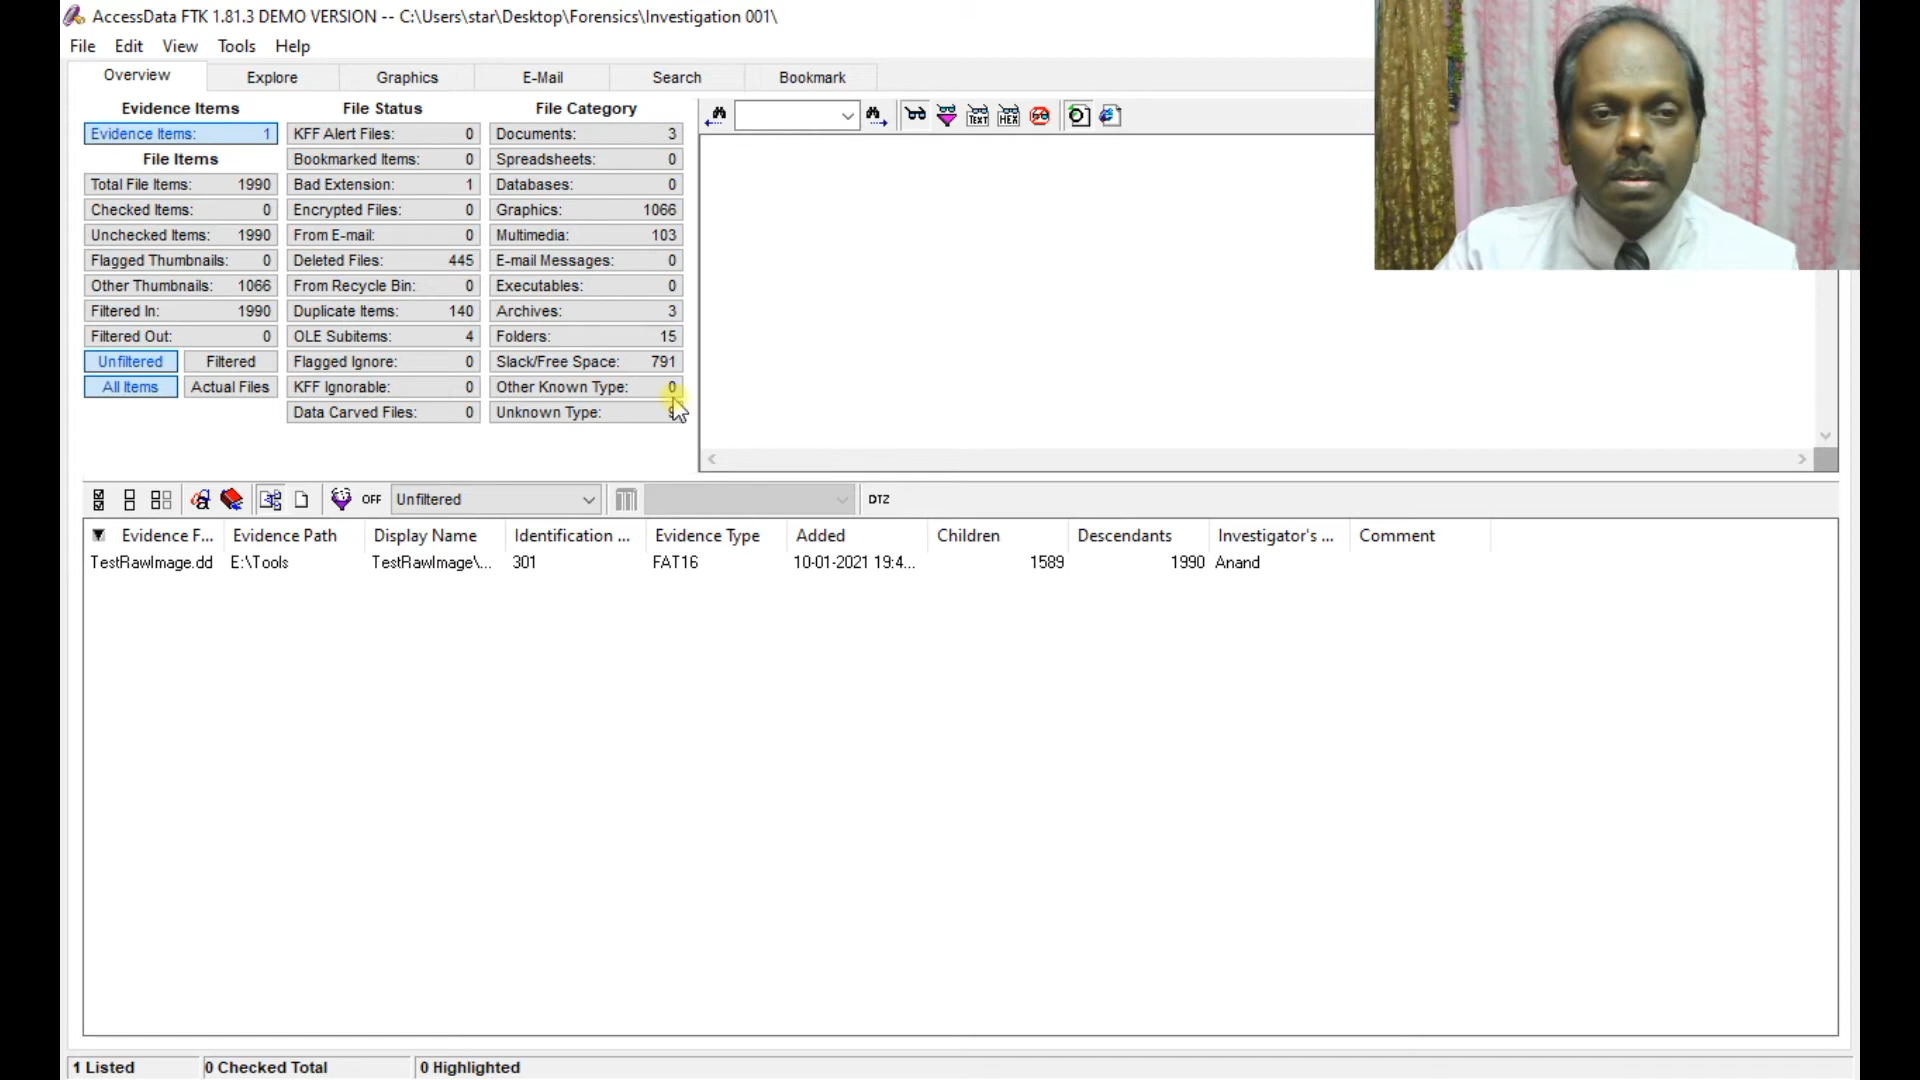 AccessData FTK 1.81.3 DEMO VERSION -- C:\Users\star\Desktop\Forensics\Investigation 001\
File Edit View Tools Help
Overview Explore Graphics E-Mail Search Bookmark
Evidence Items File Status File Category
Evidence Items: 1 KFF Alert Files: 0 Documents: 3
File Items Bookmarked Items: 0 Spreadsheets: 0
Total File Items: 1990 Bad Extension: 1 Databases: 0
Checked Items: 0 Encrypted Files: 0 Graphics: 1066
Unchecked Items: 1990 From E-mail: 0 Multimedia: 103
Flagged Thumbnails: 0 Deleted Files: 445 E-mail Messages: 0
Other Thumbnails: 1066 From Recycle Bin: 0 Executables: 0
Filtered In: 1990 Duplicate Items: 140 Archives: 3
Filtered Out: 0 OLE Subitems: 4 Folders: 15
Unfiltered Filtered Flagged Ignore: 0 Slack/Free Space: 791
All Items Actual Files KFF Ignorable: 0 Other Known Type: 0
Data Carved Files: 0 Unknown Type:
TEXT HEX
OFF Unfiltered DTZ
Evidence F... Evidence Path Display Name Identification ... Evidence Type Added Children Descendants Investigator's ... Comment
TestRawImage.dd E:\Tools TestRawImage\... 301 FAT16 10-01-2021 19:4... 1589 1990 Anand
1 Listed 0 Checked Total 0 Highlighted